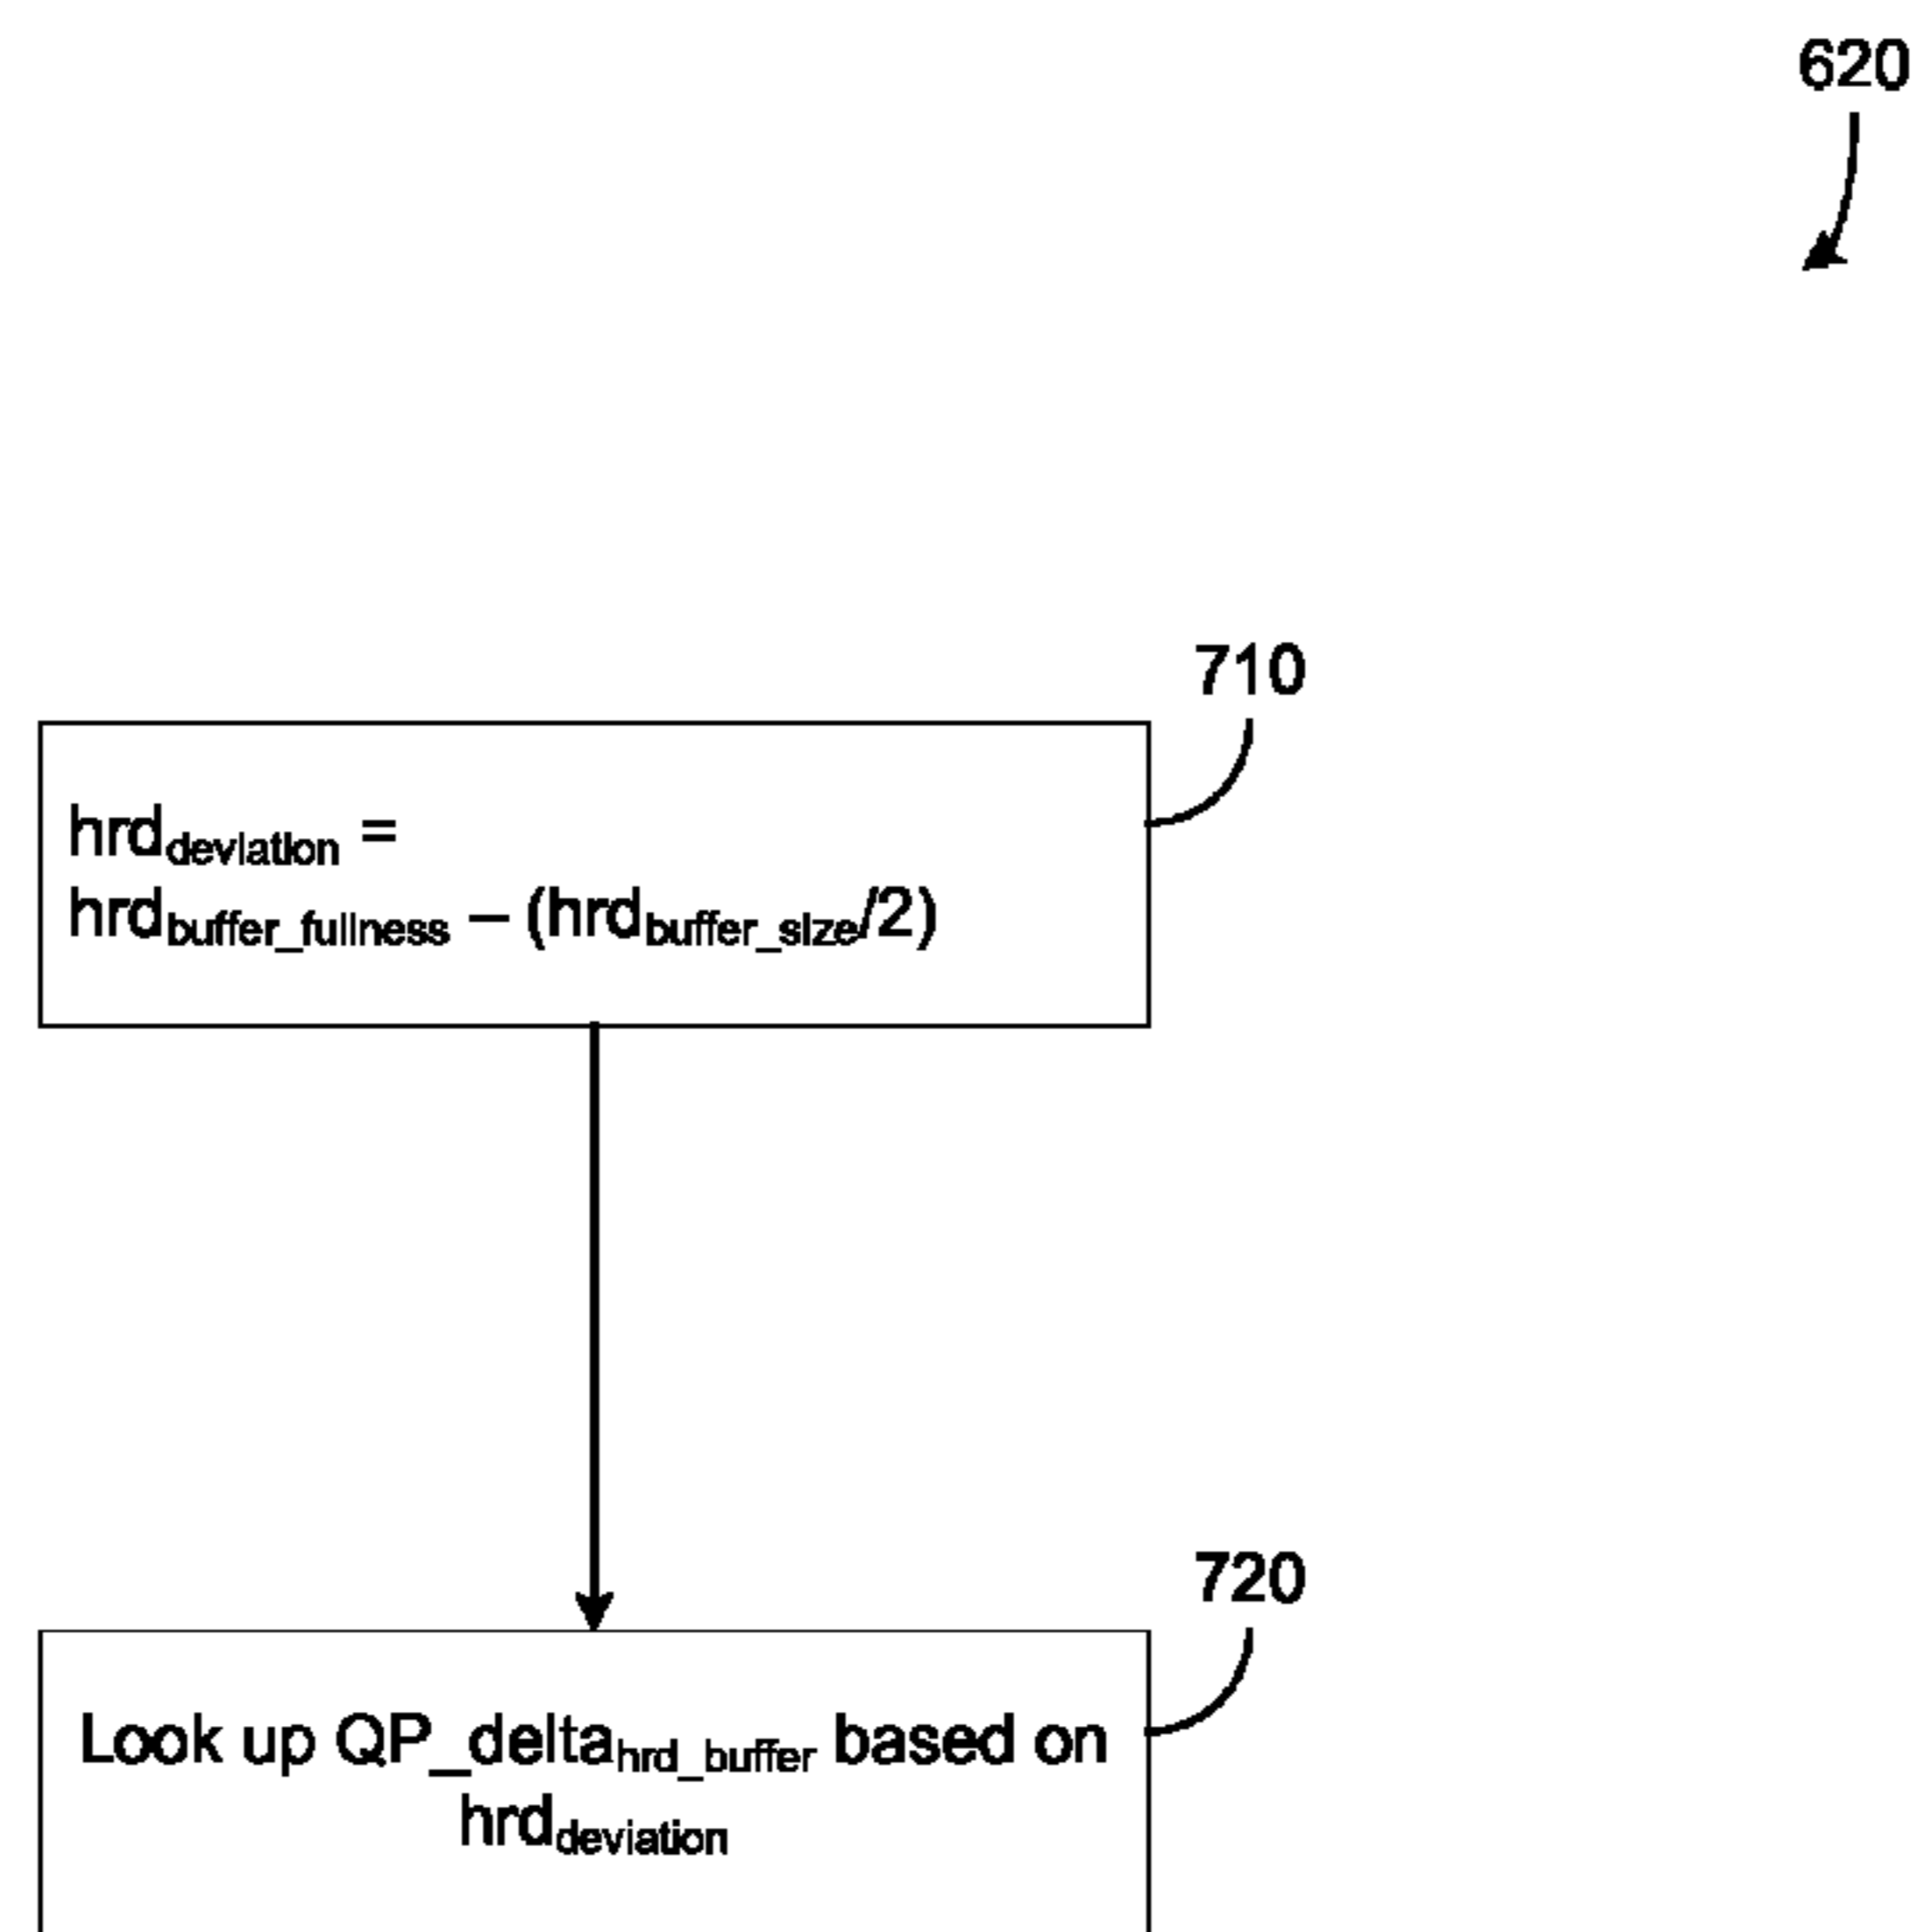 620
710
hrd_deviation =
hrd_buffer_fullness – (hrd_buffer_size/2)
720
Look up QP_delta_hrd_buffer based on
hrd_deviation